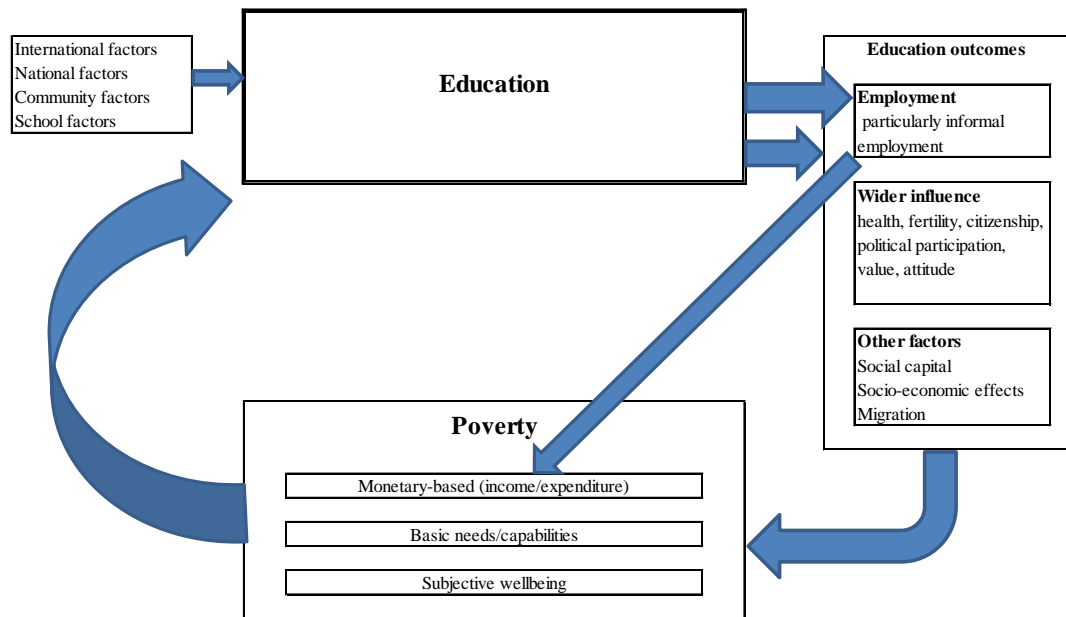 International factors
National factors
Community factors
School factors
Education
Education outcomes
Employment
particularly informal
employment
Wider influence
health, fertility, citizenship,
political participation,
value, attitude
Other factors
Social capital
Socio-economic effects
Migration
Poverty
Monetary-based (income/expenditure)
Basic needs/capabilities
Subjective wellbeing